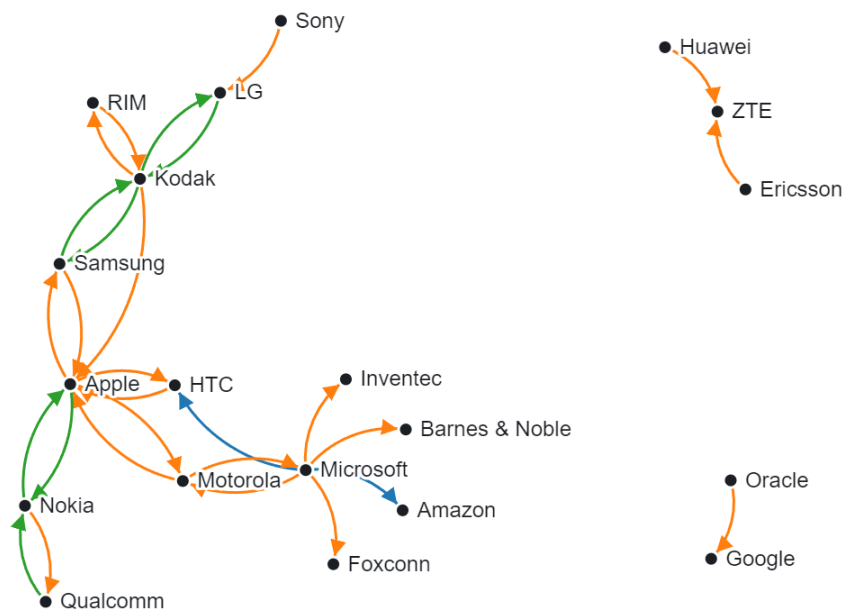 Sony
Huawei
LG
RIM
ZTE
Kodak
Ericsson
Samsung
Apple
HTC
Inventec
Barnes & Noble
Microsoft
Motorola
Oracle
Nokia
Amazon
Foxconn
Google
Qualcomm